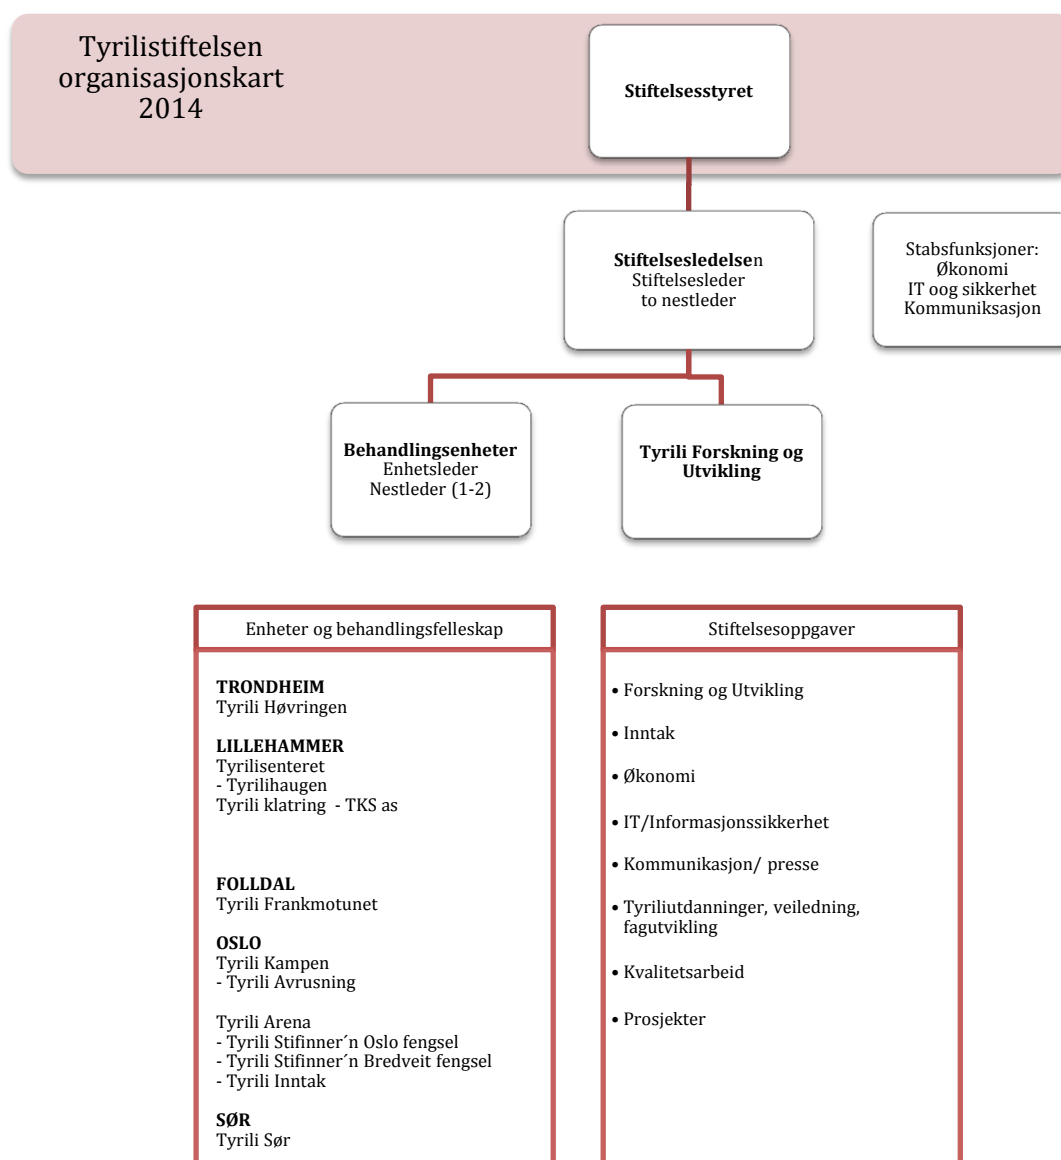 Tyrilistiftelsen
organisasjonskart
2014
Stiftelsesstyret
Stiftelsesledelsen
Stiftelsesleder
to nestleder
Stabsfunksjoner:
Økonomi
IT oog sikkerhet
Kommuniksasjon
Behandlingsenheter
Enhetsleder
Nestleder (1-2)
Tyrili Forskning og
Utvikling
Enheter og behandlingsfelleskap
TRONDHEIM
Tyrili Høvringen
LILLEHAMMER
Tyrilisenteret
- Tyrilihaugen
Tyrili klatring - TKS as
FOLLDAL
Tyrili Frankmotunet
OSLO
Tyrili Kampen
- Tyrili Avrusning
Tyrili Arena
- Tyrili Stifinner´n Oslo fengsel
- Tyrili Stifinner´n Bredveit fengsel
- Tyrili Inntak
SØR
Tyrili Sør
Stiftelsesoppgaver
• Forskning og Utvikling
• Inntak
• Økonomi
• IT/Informasjonssikkerhet
• Kommunikasjon/ presse
• Tyriliutdanninger, veiledning,
fagutvikling
• Kvalitetsarbeid
• Prosjekter